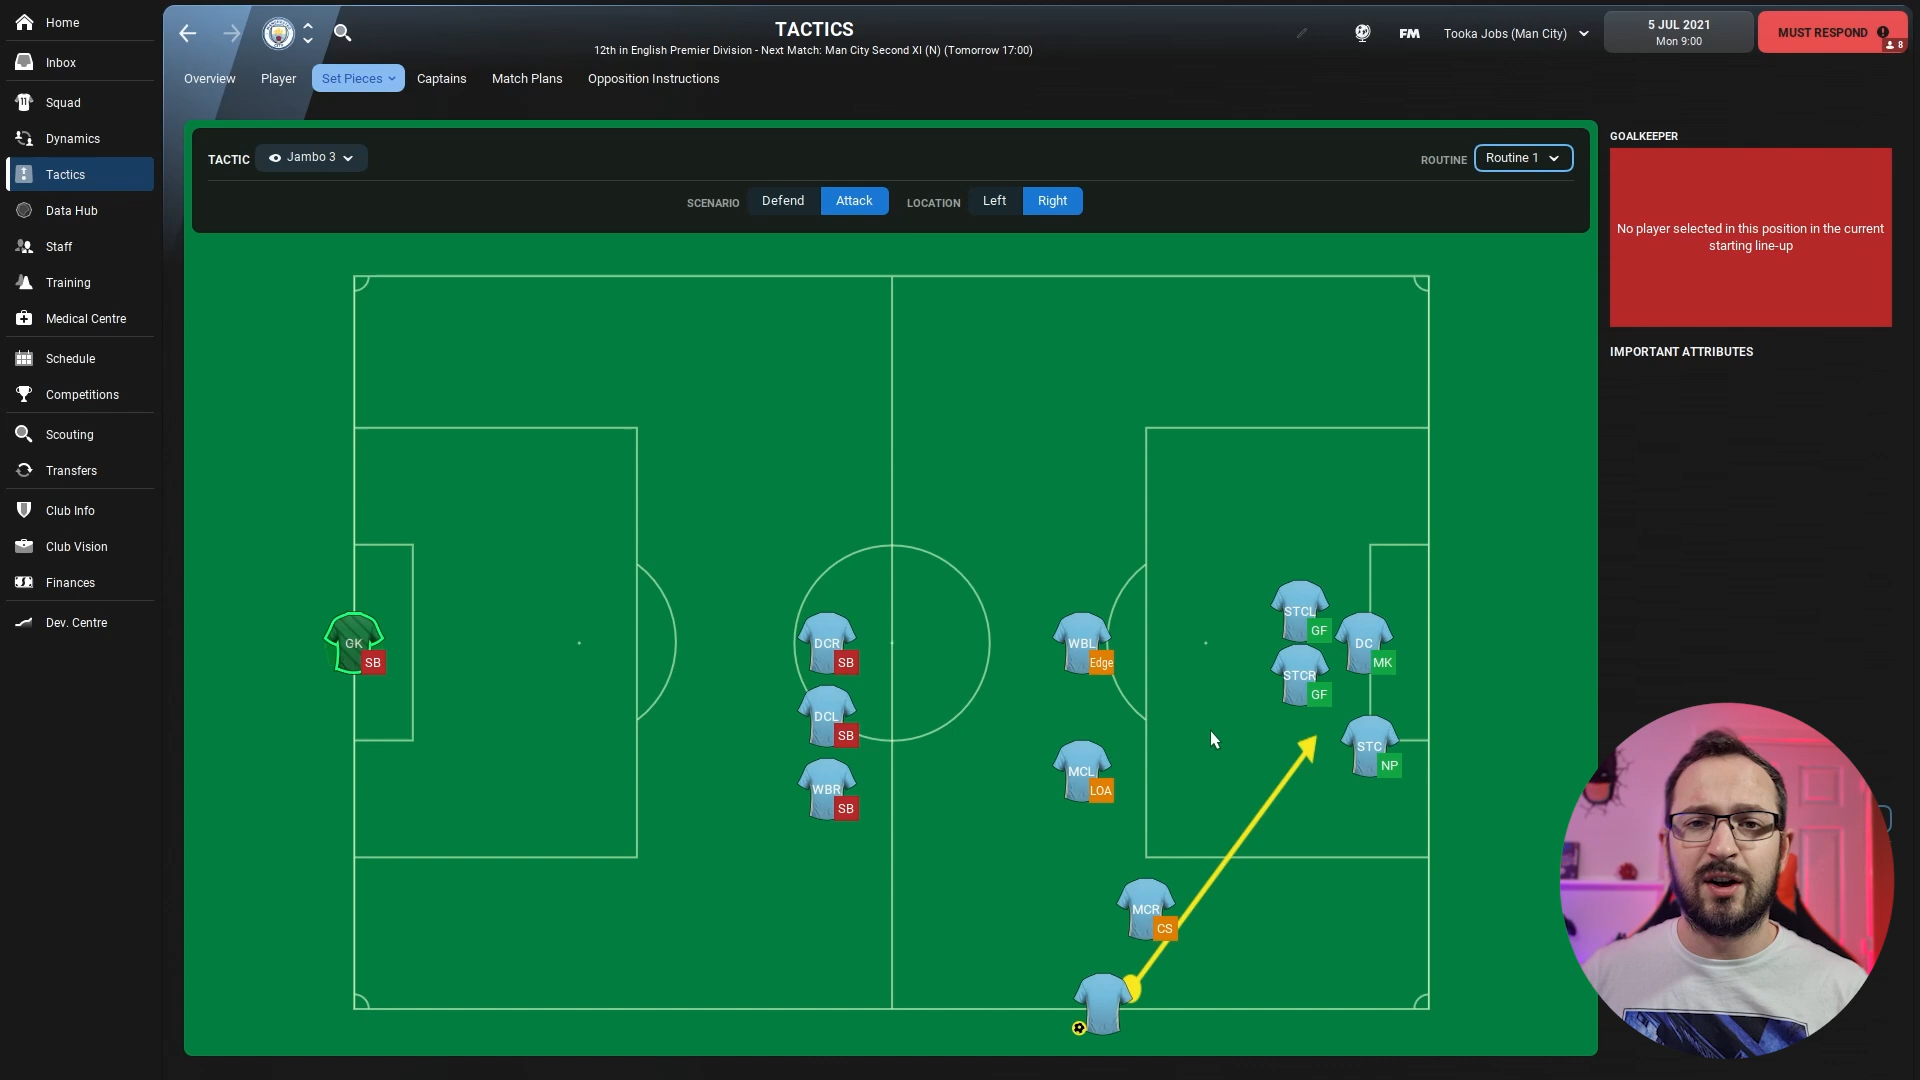 Home
Inbox
Squad
Dynamics
Tactics
Data Hub
Staff
Training
Medical Centre
Schedule
Competitions
Scouting
Transfers
Club Info
Club Vision
Finances
Dev. Centre
TACTICS
12th in English Premier Division - Next Match: Man City Second XI (N) (Tomorrow 17:00)
FM
Tooka Jobs (Man City)
5 JUL 2021
Mon 9:00
MUST RESPOND
8
Overview
Player
Set Pieces
Captains
Match Plans
Opposition Instructions
TACTIC
Jambo 3
ROUTINE
Routine 1
SCENARIO
Defend
Attack
LOCATION
Left
Right
GK
SB
DCR
SB
DCL
SB
WBR
SB
WBL
Edge
MCL
LOA
MCR
CS
STCL
GF
STCR
GF
DC
MK
STC
NP
GOALKEEPER
No player selected in this position in the current
starting line-up
IMPORTANT ATTRIBUTES